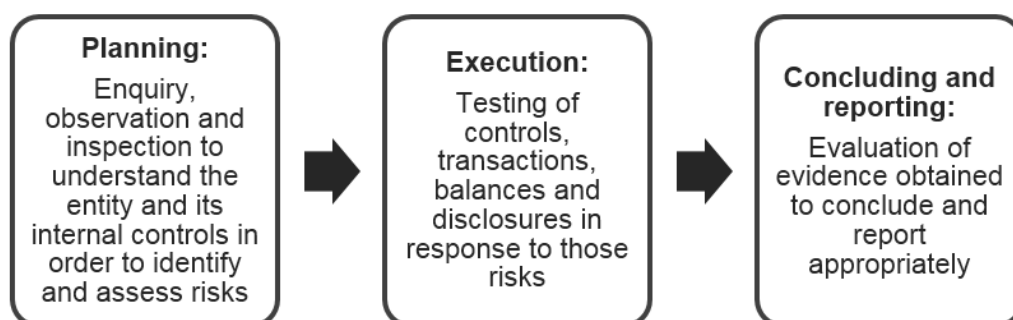 Planning:
Enquiry,
observation and
inspection to
understand the
entity and its
internal controls in
order to identify
and assess risks
Execution:
Testing of
controls,
transactions,
balances and
disclosures in
response to those
risks
Concluding and
reporting:
Evaluation of
evidence obtained
to conclude and
report
appropriately